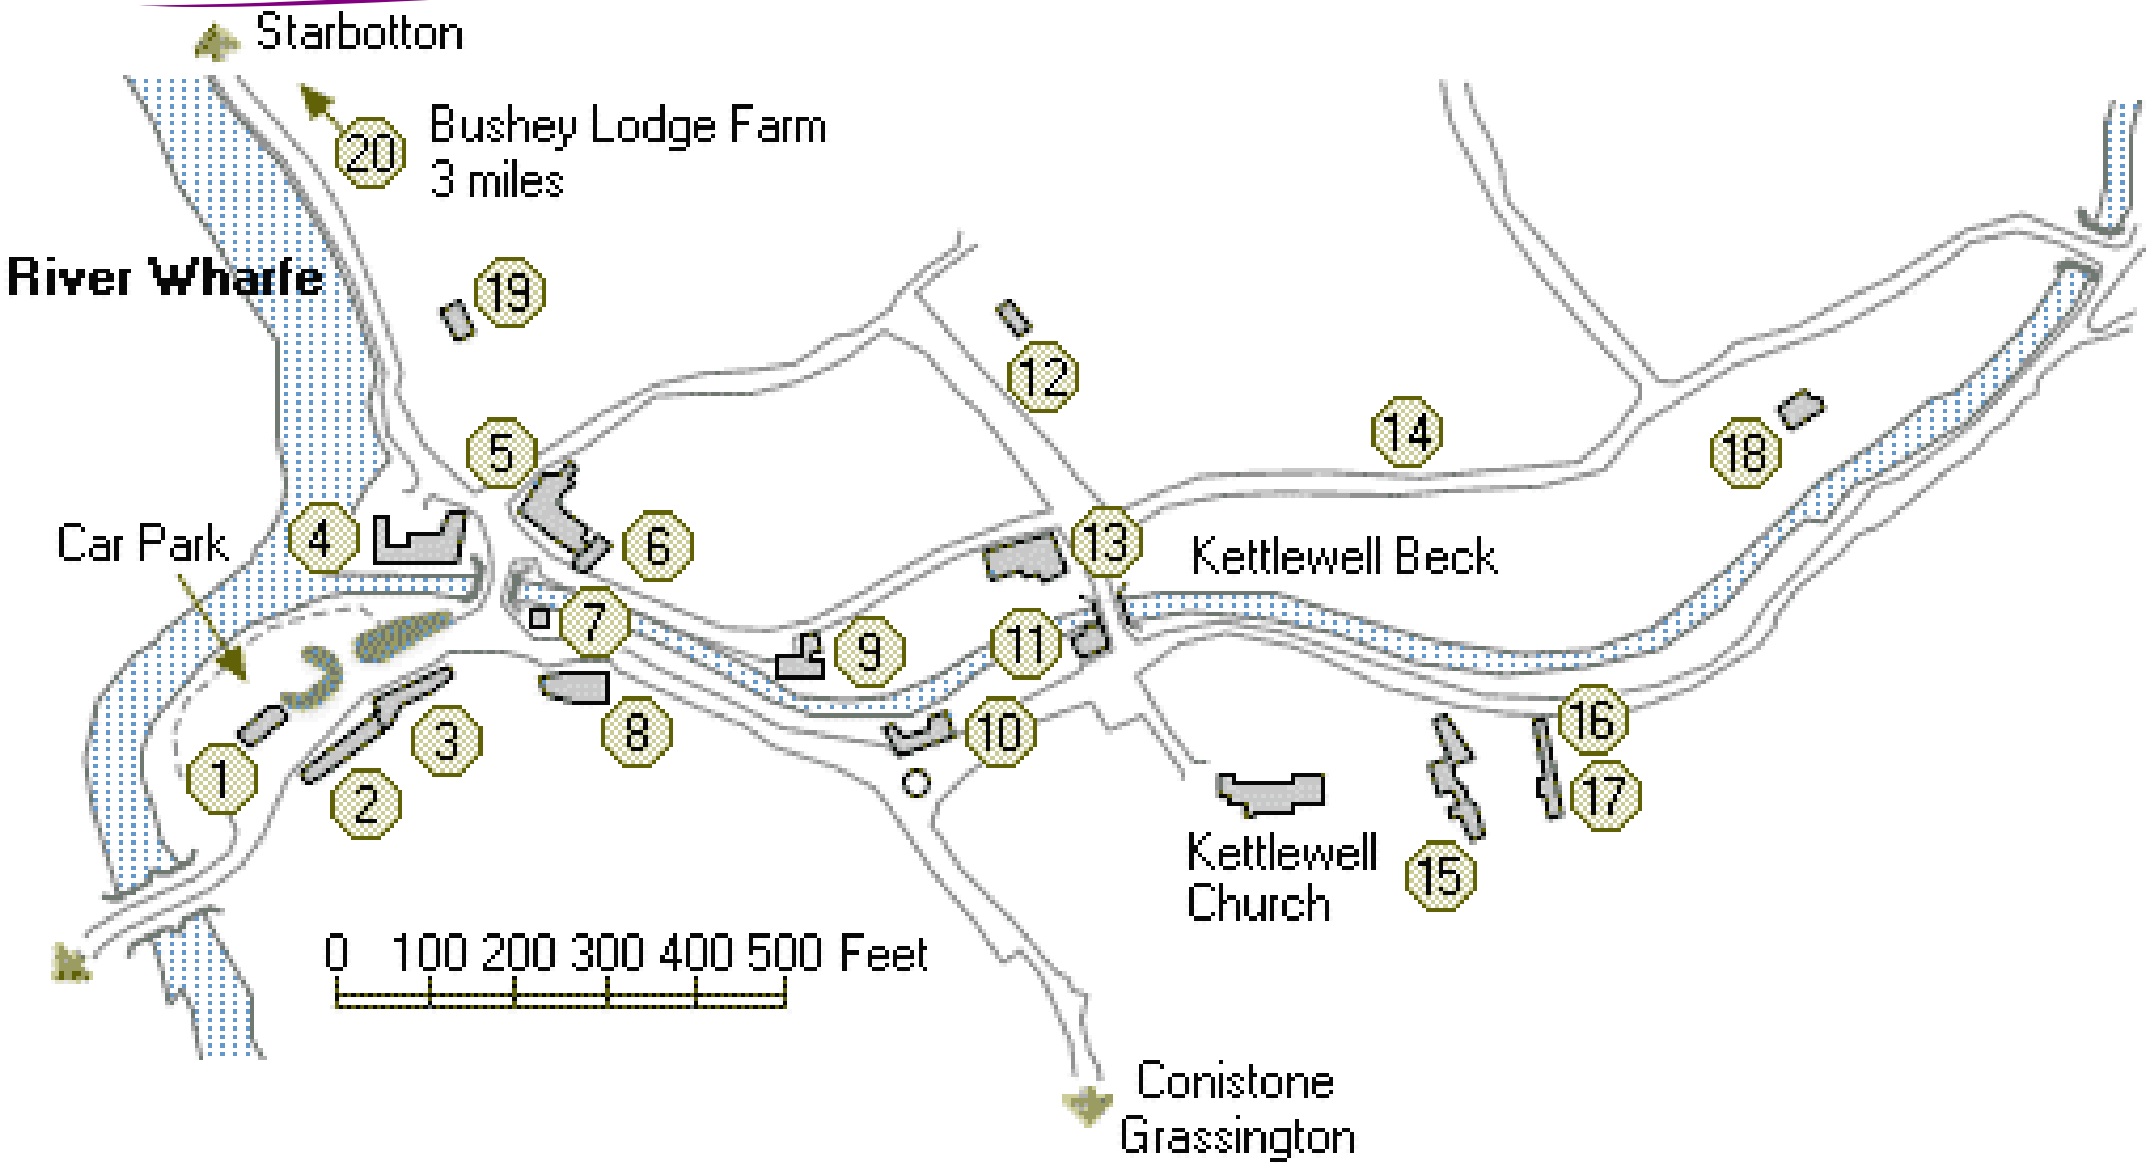 Starbotton
20
Bushey Lodge Farm
3 miles
River Wharfe
19
12
14
5
18
4
Car Park
6
13
Kettlewell Beck
7
11
9
16
3
8
10
1
2
17
Kettlewell
Church
15
0 100 200 300 400 500 Feet
Conistone
Grassington